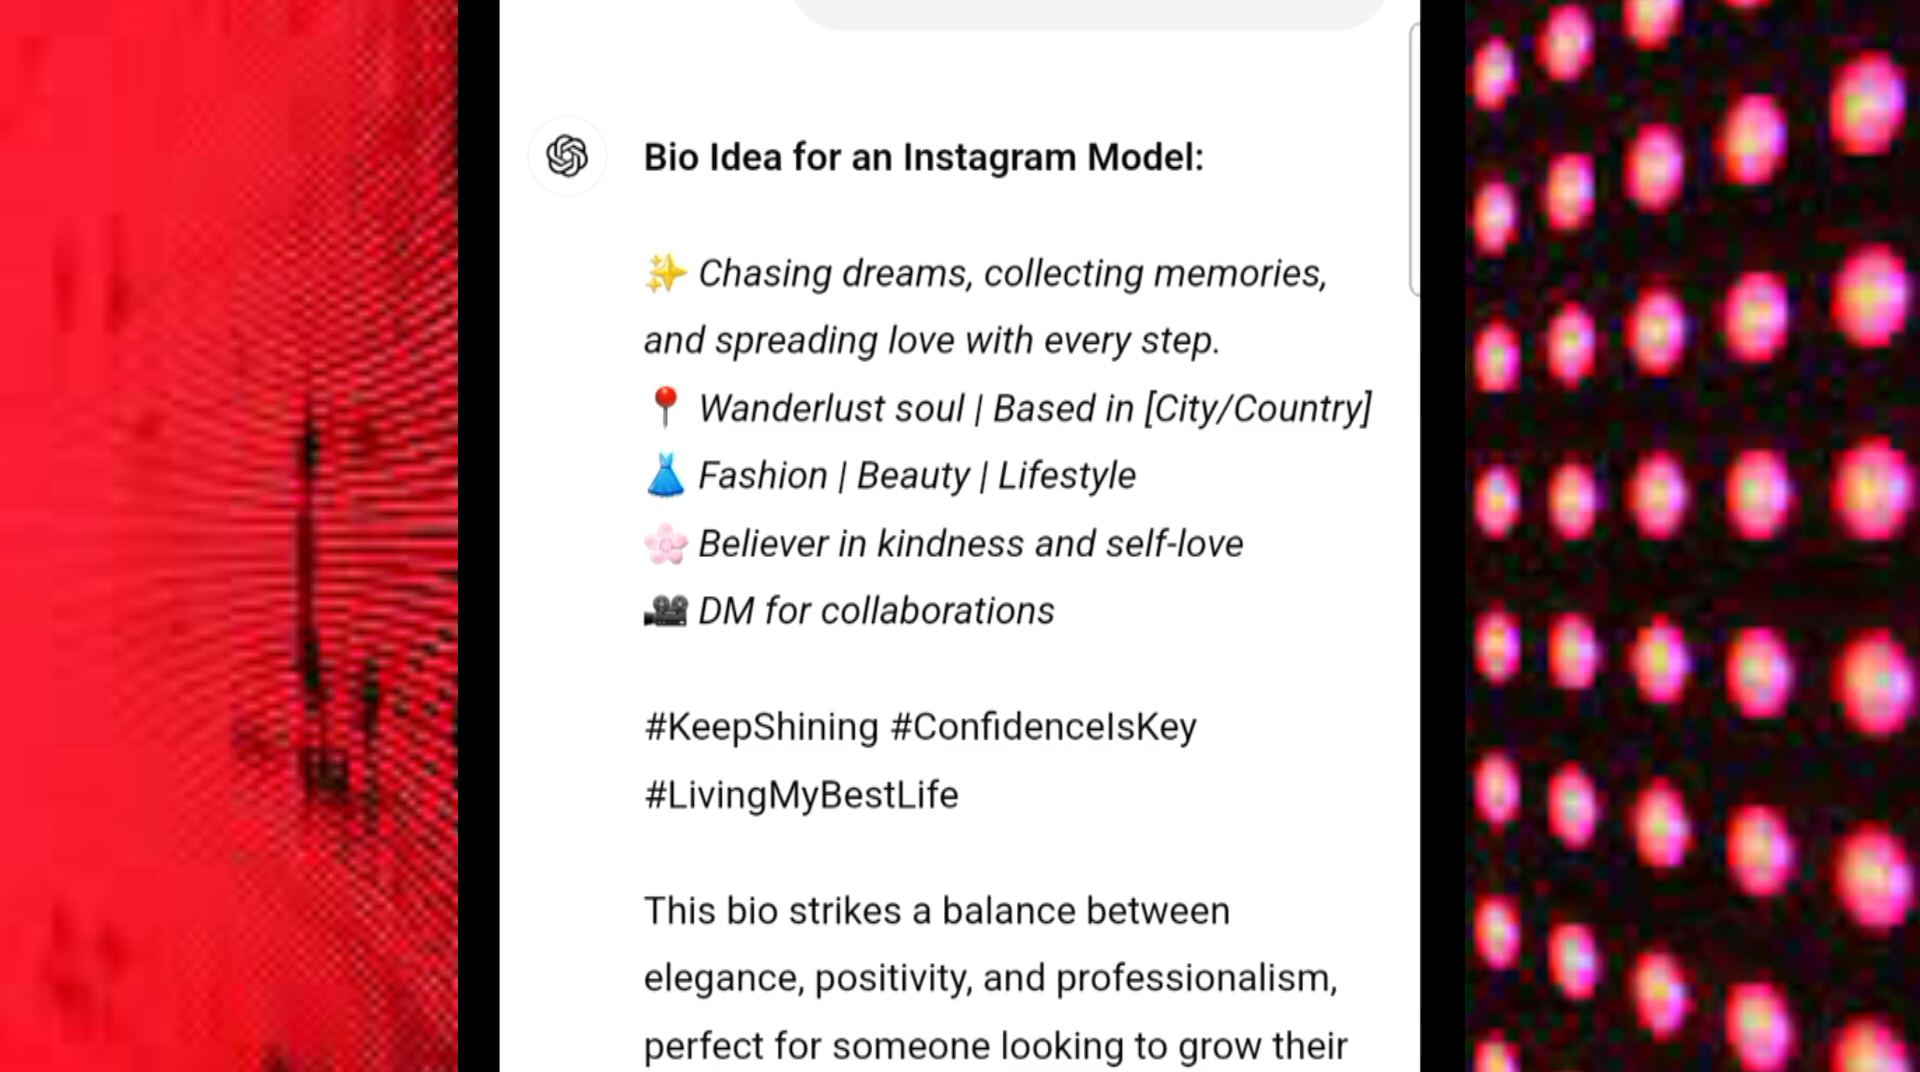 Bio Idea for an Instagram Model:
✨ Chasing dreams, collecting memories,
and spreading love with every step.
📍 Wanderlust soul | Based in [City/Country]
👗 Fashion | Beauty | Lifestyle
🌸 Believer in kindness and self-love
🎥 DM for collaborations
#KeepShining #ConfidenceIsKey
#LivingMyBestLife
This bio strikes a balance between
elegance, positivity, and professionalism,
perfect for someone looking to grow their